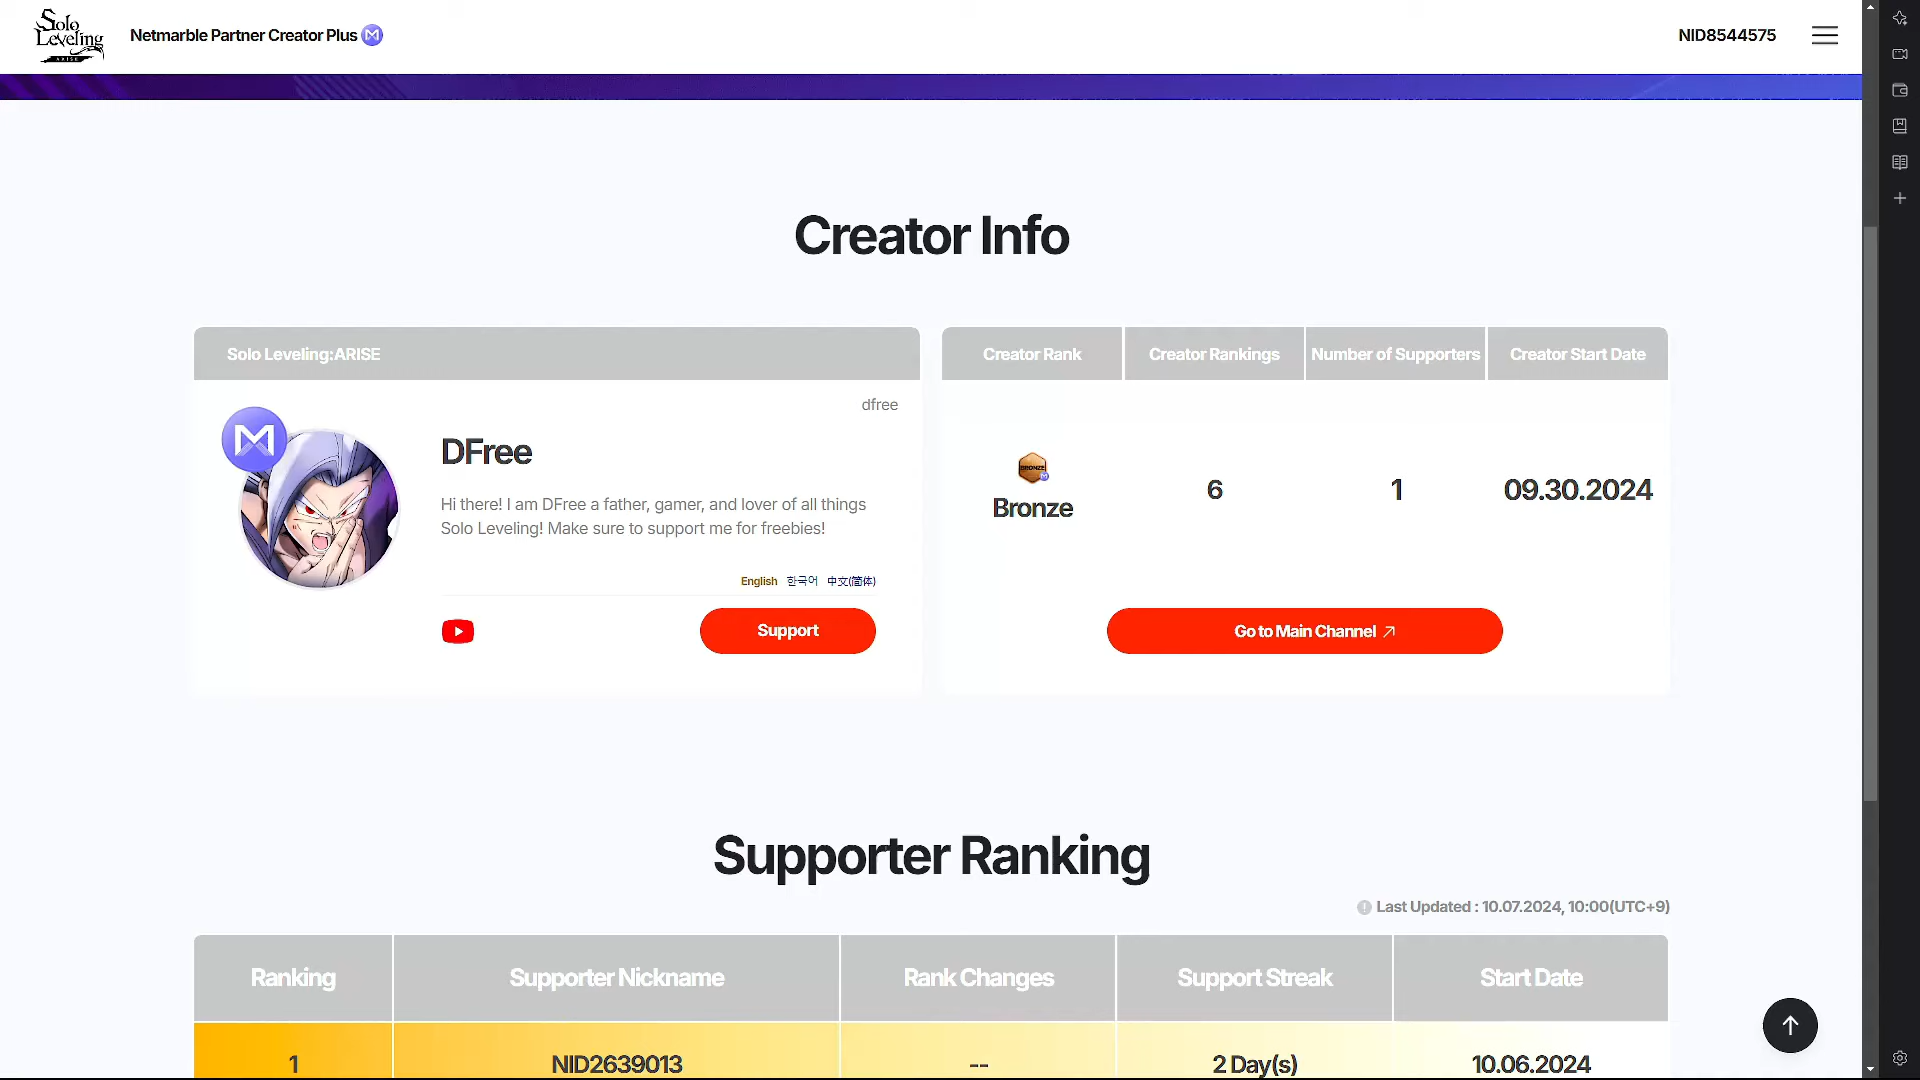 Solo
Leveling
ARISE
Netmarble Partner Creator Plus
NID8544575
Creator Info
Solo Leveling:ARISE
dfree
DFree
Hi there! I am DFree a father, gamer, and lover of all things
Solo Leveling! Make sure to support me for freebies!
English 한국어 中文(简体)
Support
Creator Rank Creator Rankings Number of Supporters Creator Start Date
BRONZE
Bronze 6 1 09.30.2024
Go to Main Channel
Supporter Ranking
Last Updated : 10.07.2024, 10:00(UTC+9)
Ranking Supporter Nickname Rank Changes Support Streak Start Date
1 NID2639013 -- 2 Day(s) 10.06.2024